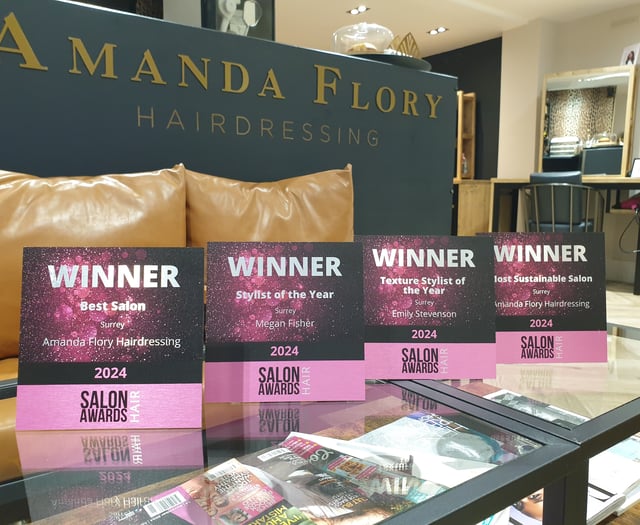 AMANDA FLORY
HAIRDRESSING
WINNER
Best Salon
Surrey
Amanda Flory Hairdressing
2024
SALON
AWARDS
HAIR
WINNER
Stylist of the Year
Surrey
Megan Fisher
2024
SALON
AWARDS
HAIR
WINNER
Texture Stylist of
the Year
Surrey
Emily Stevenson
2024
SALON
AWARDS
HAIR
WINNER
Most Sustainable Salon
Surrey
Amanda Flory Hairdressing
2024
SALON
AWARDS
HAIR